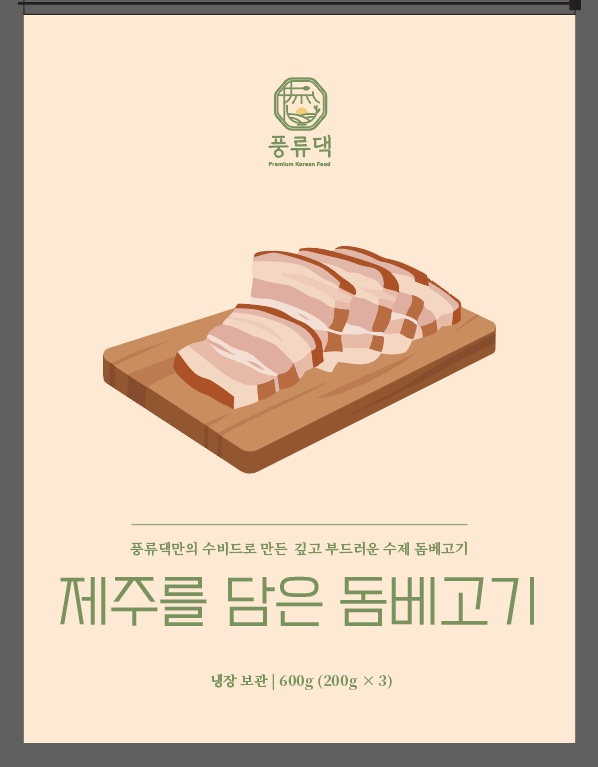 풍류댁
Premium Korean Food
풍류댁만의 수비드로 만든 깊고 부드러운 수제 돔베고기
제주를 담은 돔베고기
냉장 보관 | 600g (200g × 3)